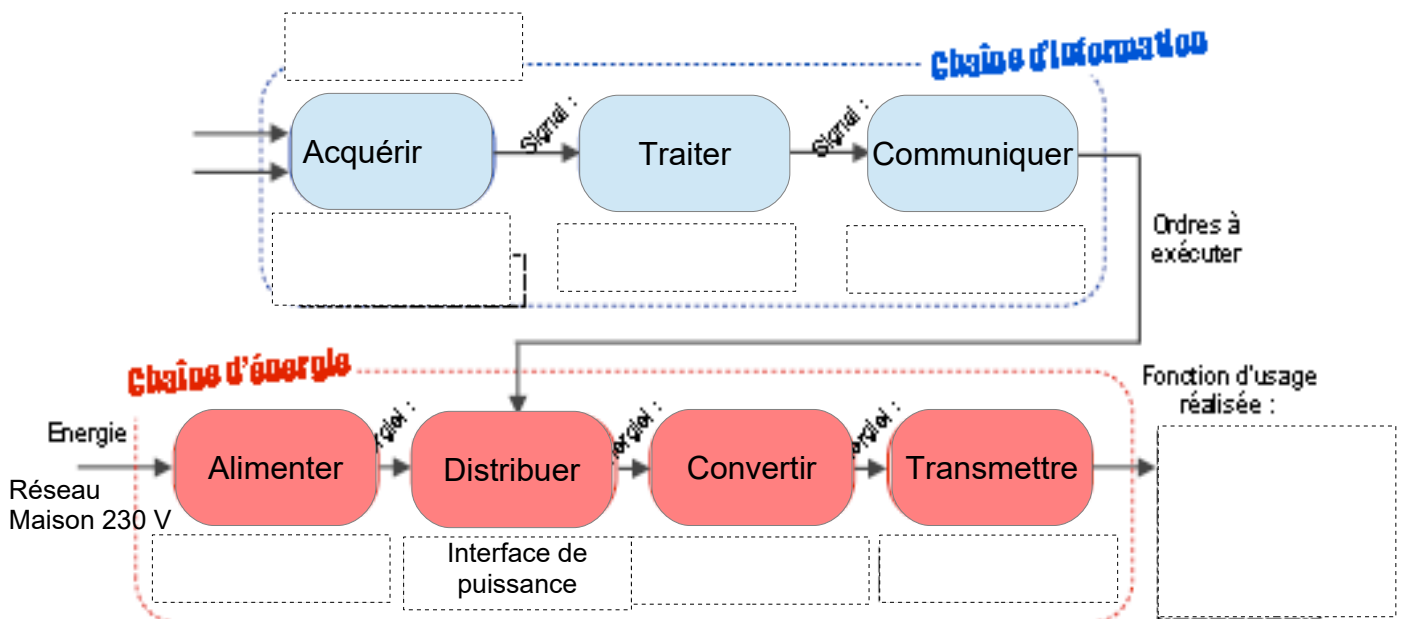 Chaîne d'information
Signal :
Signal :
Acquérir
Traiter
Communiquer
Ordres à
exécuter
Chaîne d'énergie
Fonction d'usage
réalisée :
Energie
Alimenter
Distribuer
Convertir
Transmettre
Réseau
Maison 230 V
Interface de
puissance